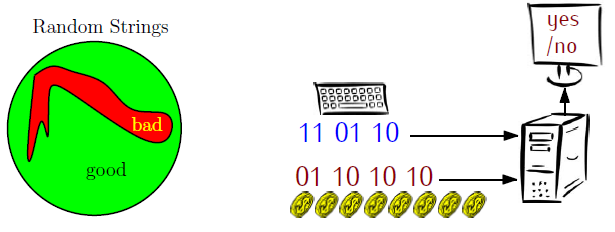 Random Strings
bad
good
yes
/no
11 01 10
01 10 10 10